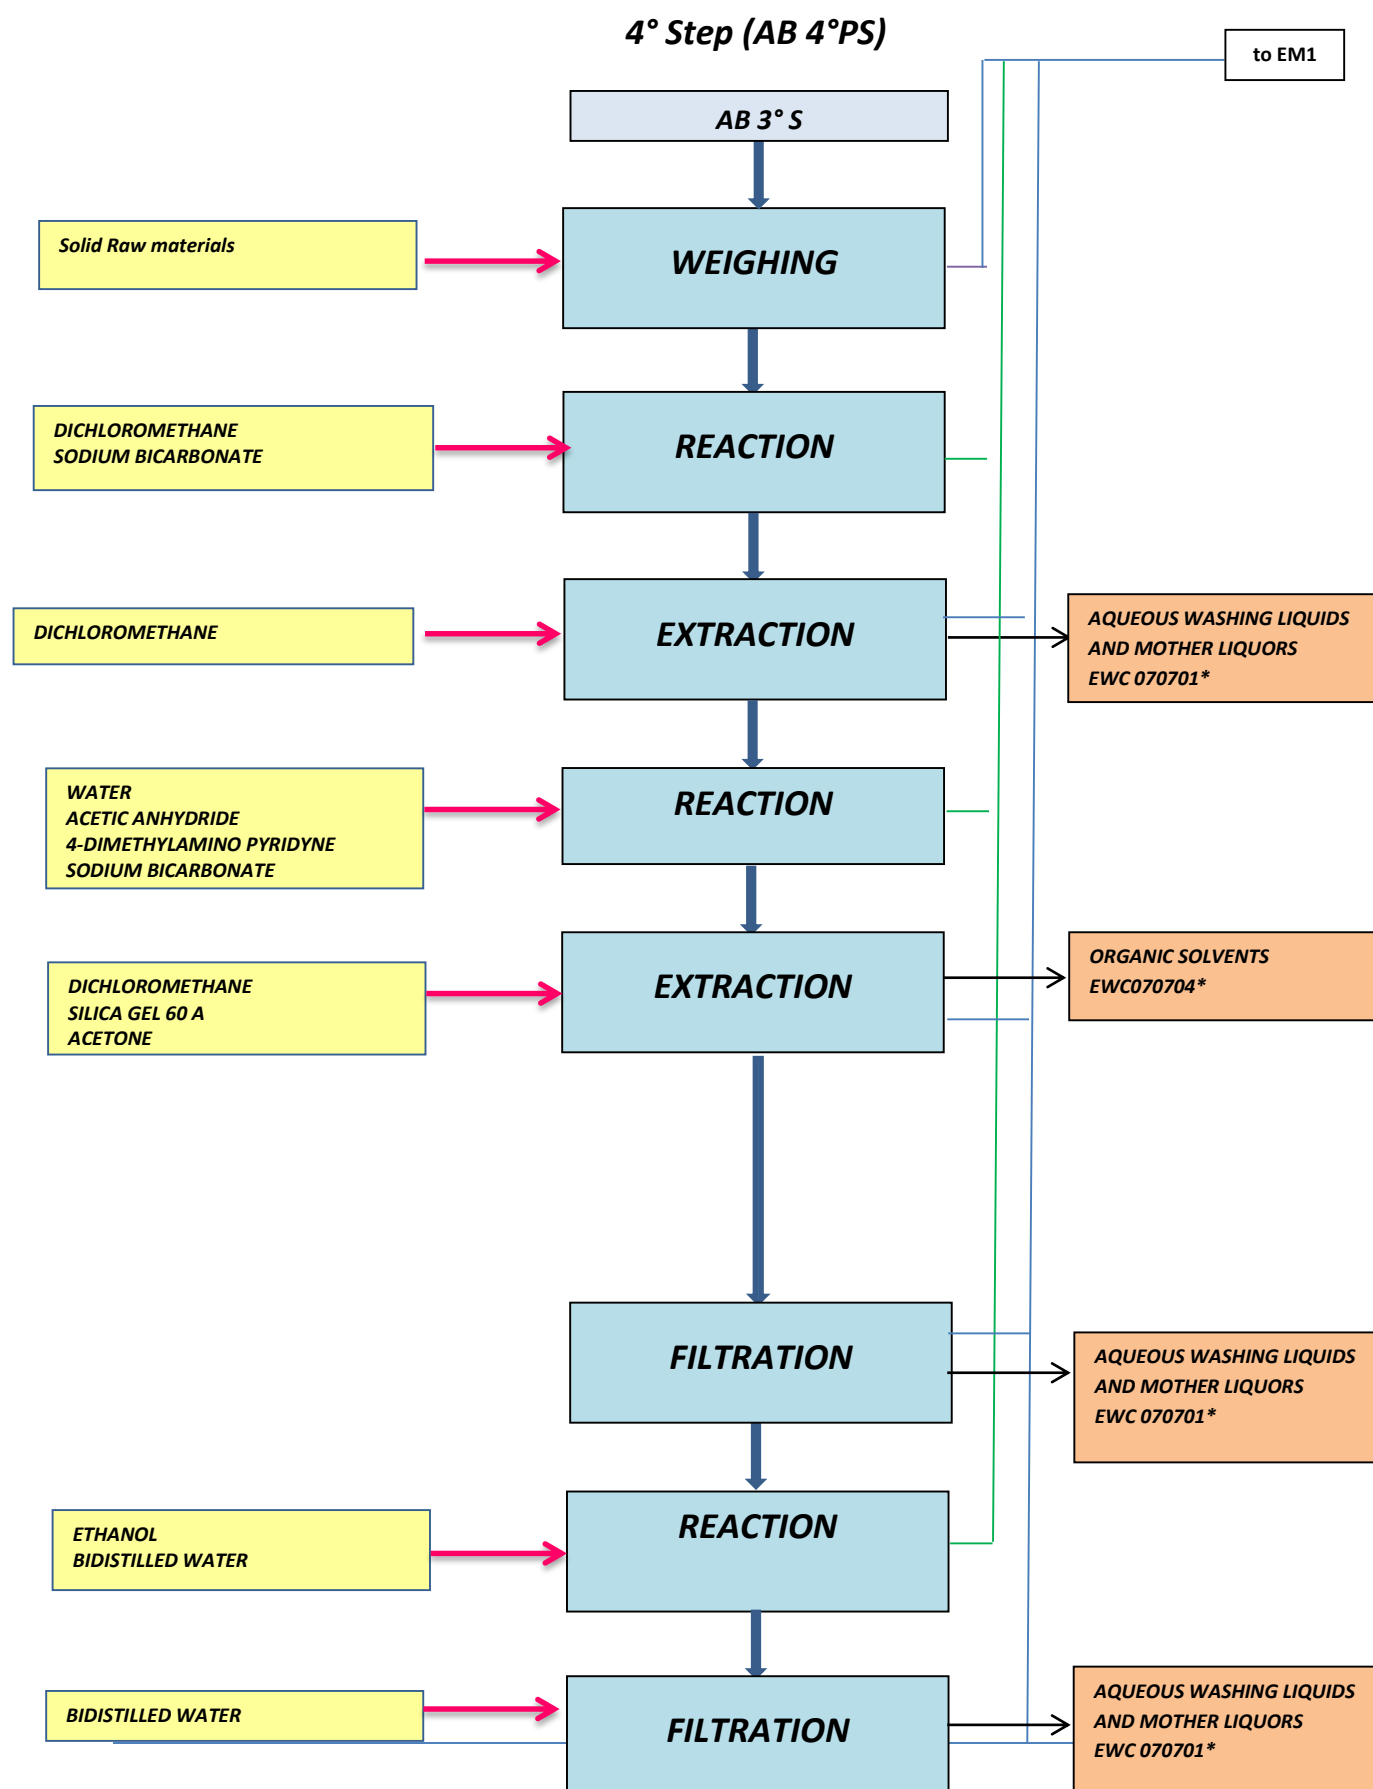 4° Step (AB 4°PS)
to EM1
AB 3° S
Solid Raw materials
WEIGHING
DICHLOROMETHANE
SODIUM BICARBONATE
REACTION
DICHLOROMETHANE
EXTRACTION
AQUEOUS WASHING LIQUIDS
AND MOTHER LIQUORS
EWC 070701*
WATER
ACETIC ANHYDRIDE
4-DIMETHYLAMINO PYRIDYNE
SODIUM BICARBONATE
REACTION
DICHLOROMETHANE
SILICA GEL 60 A
ACETONE
EXTRACTION
ORGANIC SOLVENTS
EWC070704*
FILTRATION
AQUEOUS WASHING LIQUIDS
AND MOTHER LIQUORS
EWC 070701*
ETHANOL
BIDISTILLED WATER
REACTION
BIDISTILLED WATER
FILTRATION
AQUEOUS WASHING LIQUIDS
AND MOTHER LIQUORS
EWC 070701*